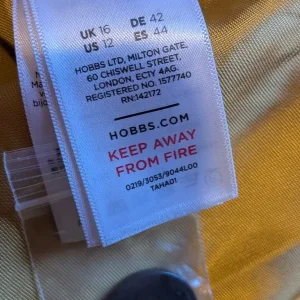 UK 16 DE 42
US 12 ES 44
HOBBS LTD, MILTON GATE,
60 CHISWELL STREET,
LONDON, EC1Y 4AG.
REGISTERED NO. 1577740
RN:142172
HOBBS.COM
KEEP AWAY
FROM FIRE
0219/3053/9044L00
TAHA01